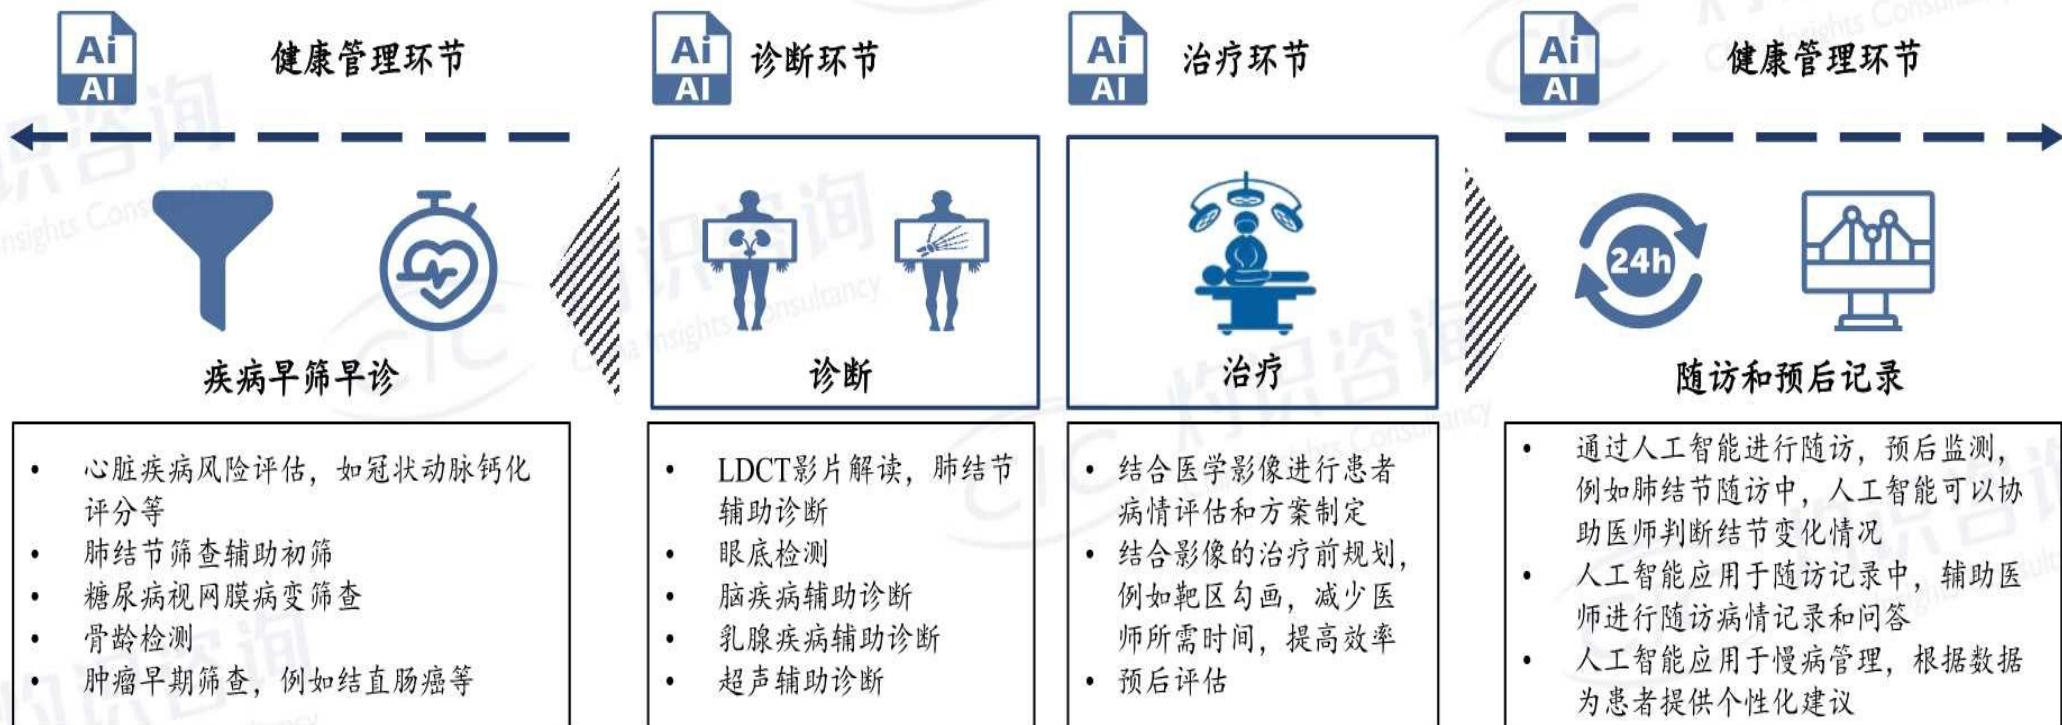 Ai
AI
健康管理环节
Ai
AI
诊断环节
Ai
AI
治疗环节
Ai
AI
健康管理环节
疾病早筛早诊
诊断
治疗
24h
随访和预后记录
• 心脏疾病风险评估，如冠状动脉钙化
评分等
• 肺结节筛查辅助初筛
• 糖尿病视网膜病变筛查
• 骨龄检测
• 肿瘤早期筛查，例如结直肠癌等
• LDCT影片解读，肺结节
辅助诊断
• 眼底检测
• 脑疾病辅助诊断
• 乳腺疾病辅助诊断
• 超声辅助诊断
• 结合医学影像进行患者
病情评估和方案制定
• 结合影像的治疗前规划，
例如靶区勾画，减少医
师所需时间，提高效率
• 预后评估
• 通过人工智能进行随访，预后监测，
例如肺结节随访中，人工智能可以协
助医师判断结节变化情况
• 人工智能应用于随访记录中，辅助医
师进行随访病情记录和问答
• 人工智能应用于慢病管理，根据数据
为患者提供个性化建议
CIC 灼识咨询